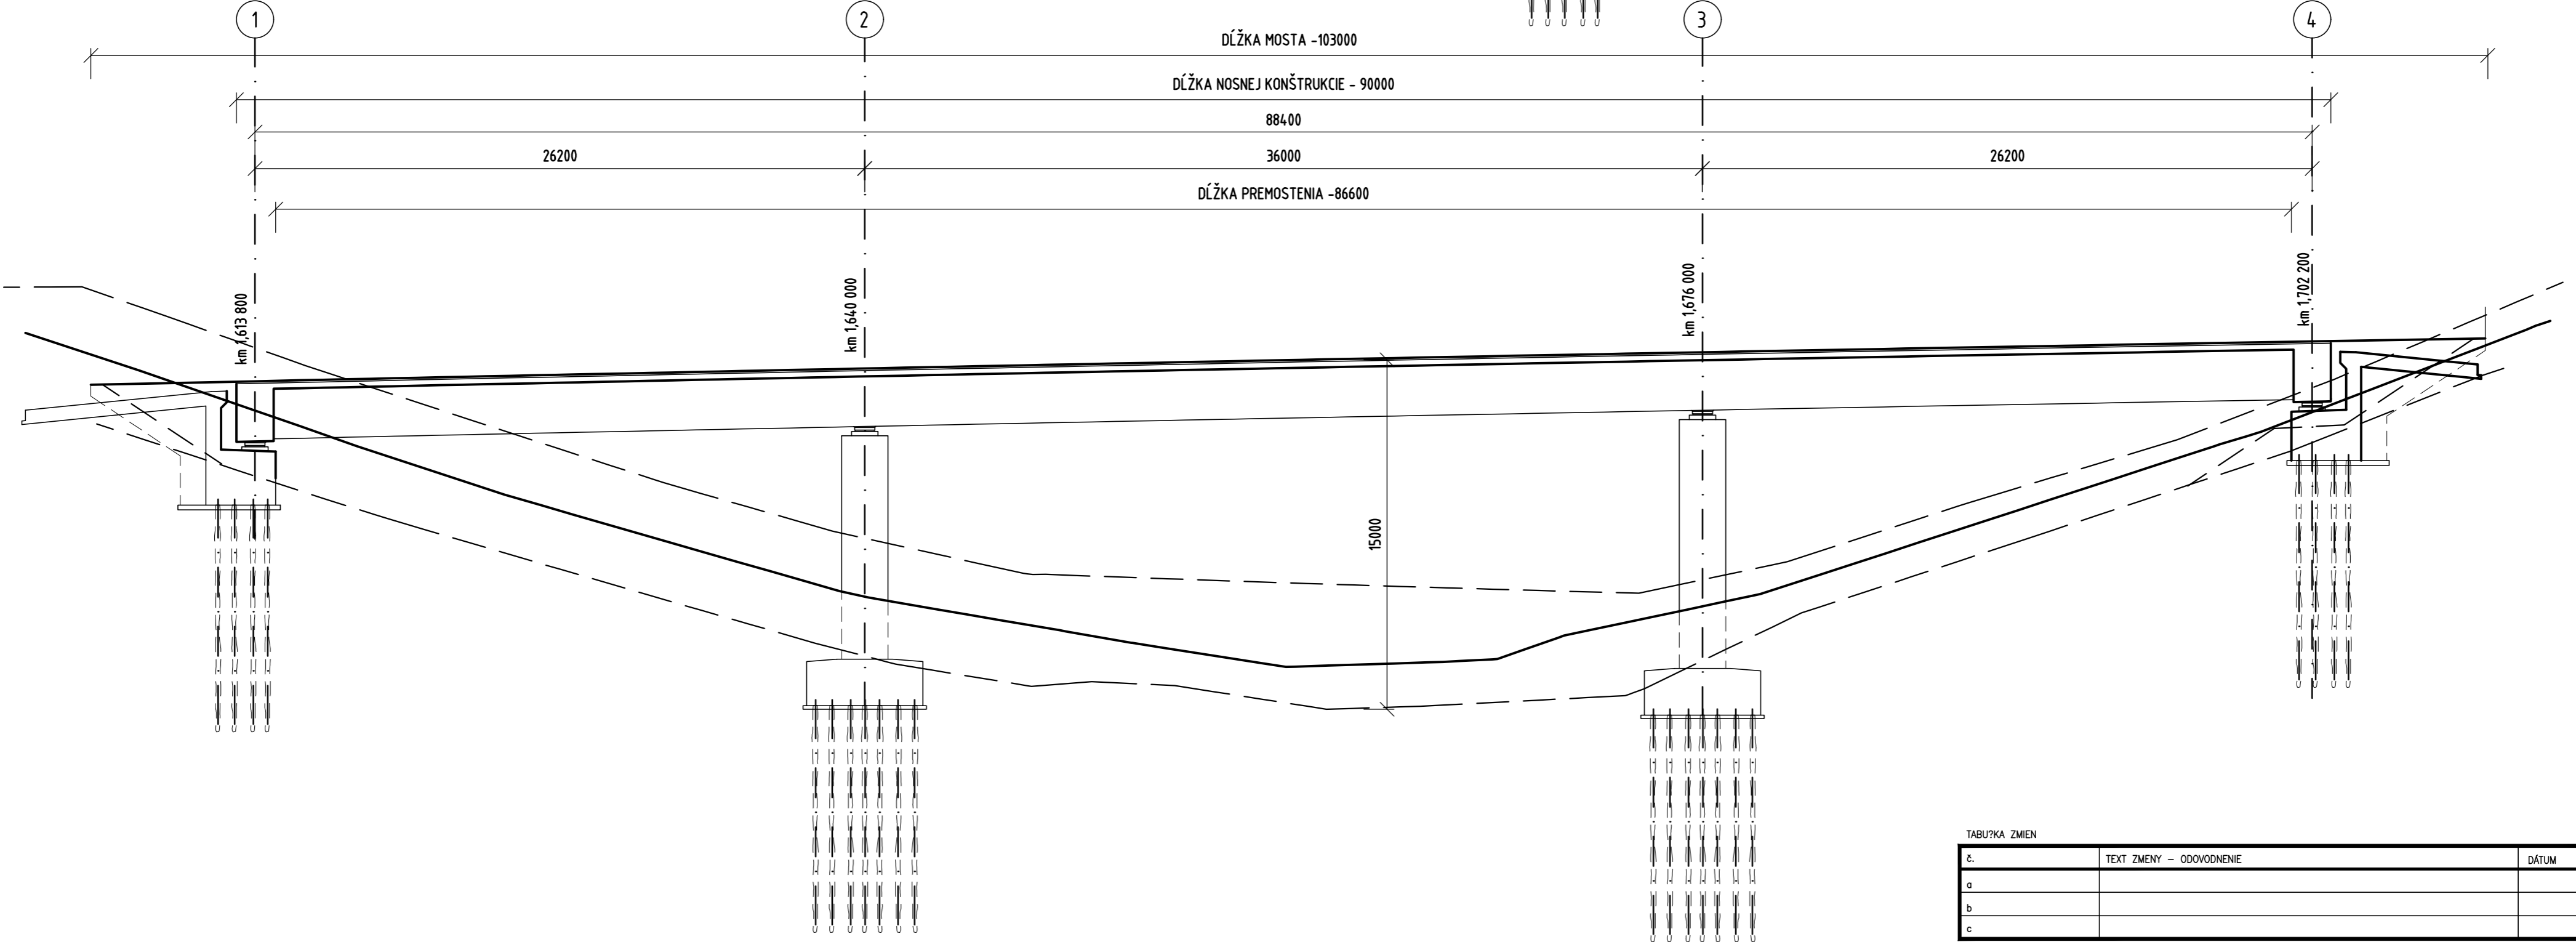 1
2
3
4
DĹŽKA MOSTA -103000
DĹŽKA NOSNEJ KONŠTRUKCIE - 90000
88400
26200
36000
26200
DĹŽKA PREMOSTENIA -86600
km 1,613 800
km 1,640 000
km 1,676 000
km 1,702 200
15000
TABU?KA ZMIEN
č.
TEXT ZMENY - ODOVODNENIE
DÁTUM
a
b
c